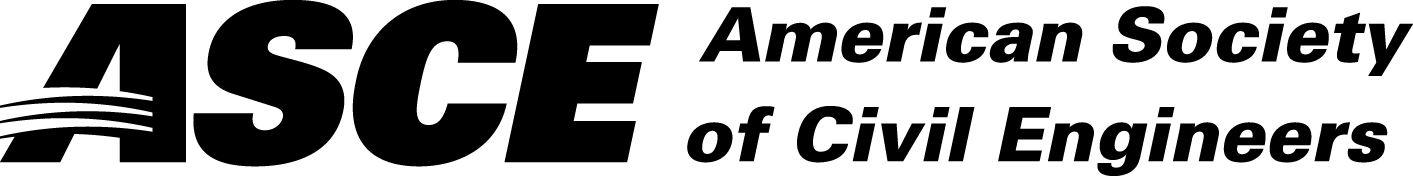 ASCE
American Society
of Civil Engineers